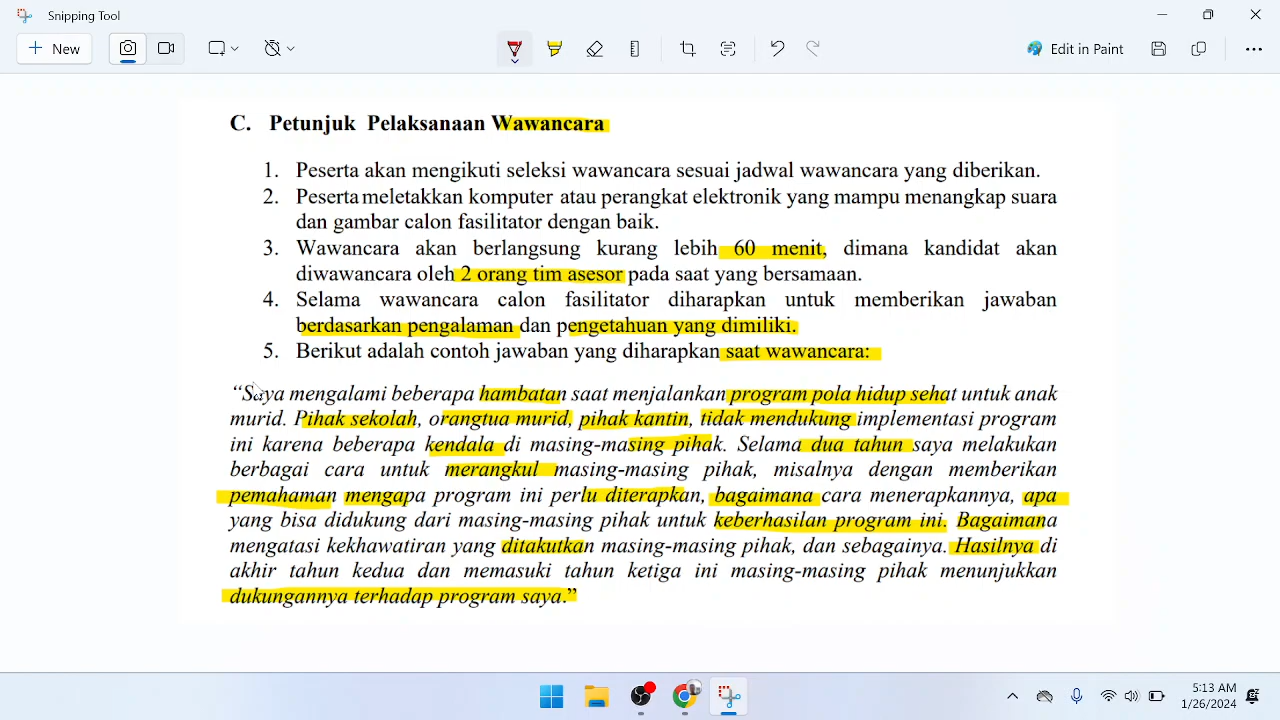 Snipping Tool
New
Edit in Paint
C. Petunjuk Pelaksanaan Wawancara
1. Peserta akan mengikuti seleksi wawancara sesuai jadwal wawancara yang diberikan.
2. Peserta meletakkan komputer atau perangkat elektronik yang mampu menangkap suara
dan gambar calon fasilitator dengan baik.
3. Wawancara akan berlangsung kurang lebih 60 menit, dimana kandidat akan
diwawancara oleh 2 orang tim asesor pada saat yang bersamaan.
4. Selama wawancara calon fasilitator diharapkan untuk memberikan jawaban
berdasarkan pengalaman dan pengetahuan yang dimiliki.
5. Berikut adalah contoh jawaban yang diharapkan saat wawancara:
“Saya mengalami beberapa hambatan saat menjalankan program pola hidup sehat untuk anak
murid. Pihak sekolah, orangtua murid, pihak kantin, tidak mendukung implementasi program
ini karena beberapa kendala di masing-masing pihak. Selama dua tahun saya melakukan
berbagai cara untuk merangkul masing-masing pihak, misalnya dengan memberikan
pemahaman mengapa program ini perlu diterapkan, bagaimana cara menerapkannya, apa
yang bisa didukung dari masing-masing pihak untuk keberhasilan program ini. Bagaimana
mengatasi kekhawatiran yang ditakutkan masing-masing pihak, dan sebagainya. Hasilnya di
akhir tahun kedua dan memasuki tahun ketiga ini masing-masing pihak menunjukkan
dukungannya terhadap program saya.”
5:13 AM
1/26/2024